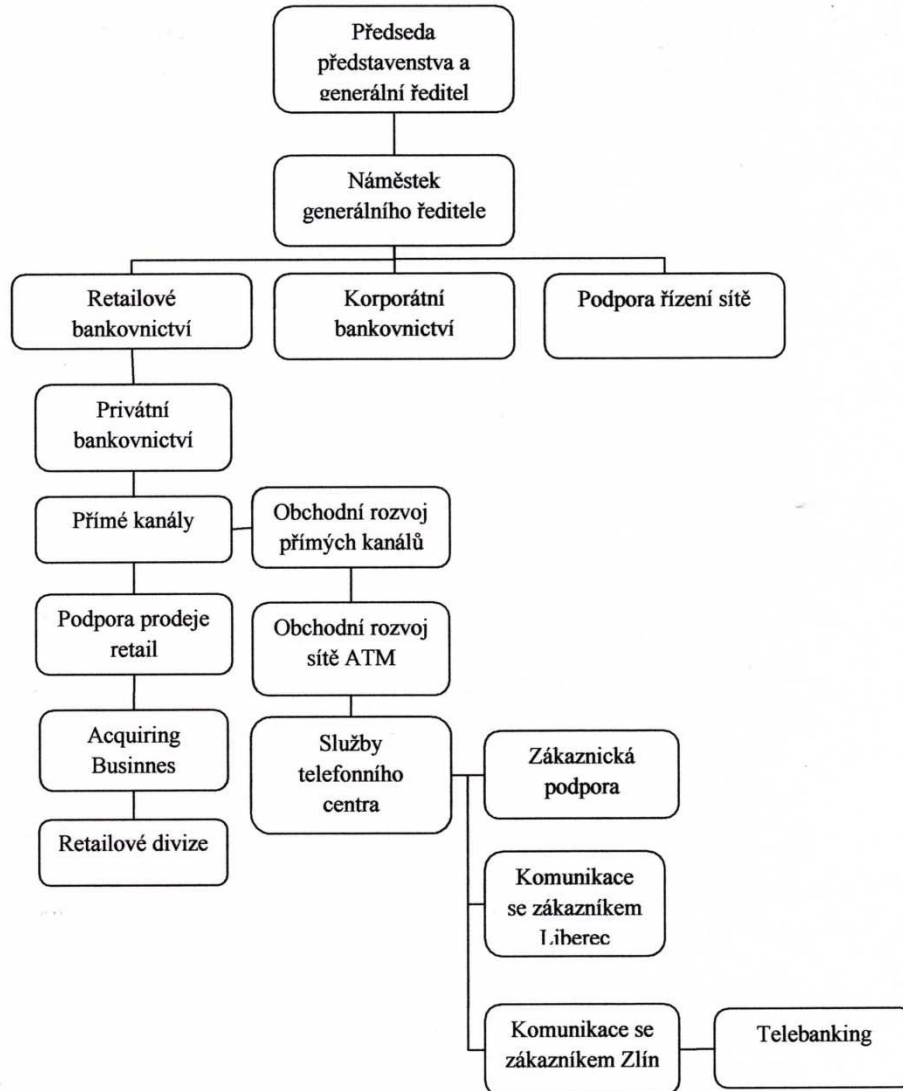 Předseda
představenstva a
generální ředitel
Náměstek
generálního ředitele
Retailové
bankovnictví
Korporátní
bankovnictví
Podpora řízení sítě
Privátní
bankovnictví
Přímé kanály
Obchodní rozvoj
přímých kanálů
Podpora prodeje
retail
Obchodní rozvoj
sítě ATM
Acquiring
Businnes
Služby
telefonního
centra
Zákaznická
podpora
Retailové divize
Komunikace
se zákazníkem
Liberec
Komunikace se
zákazníkem Zlín
Telebanking